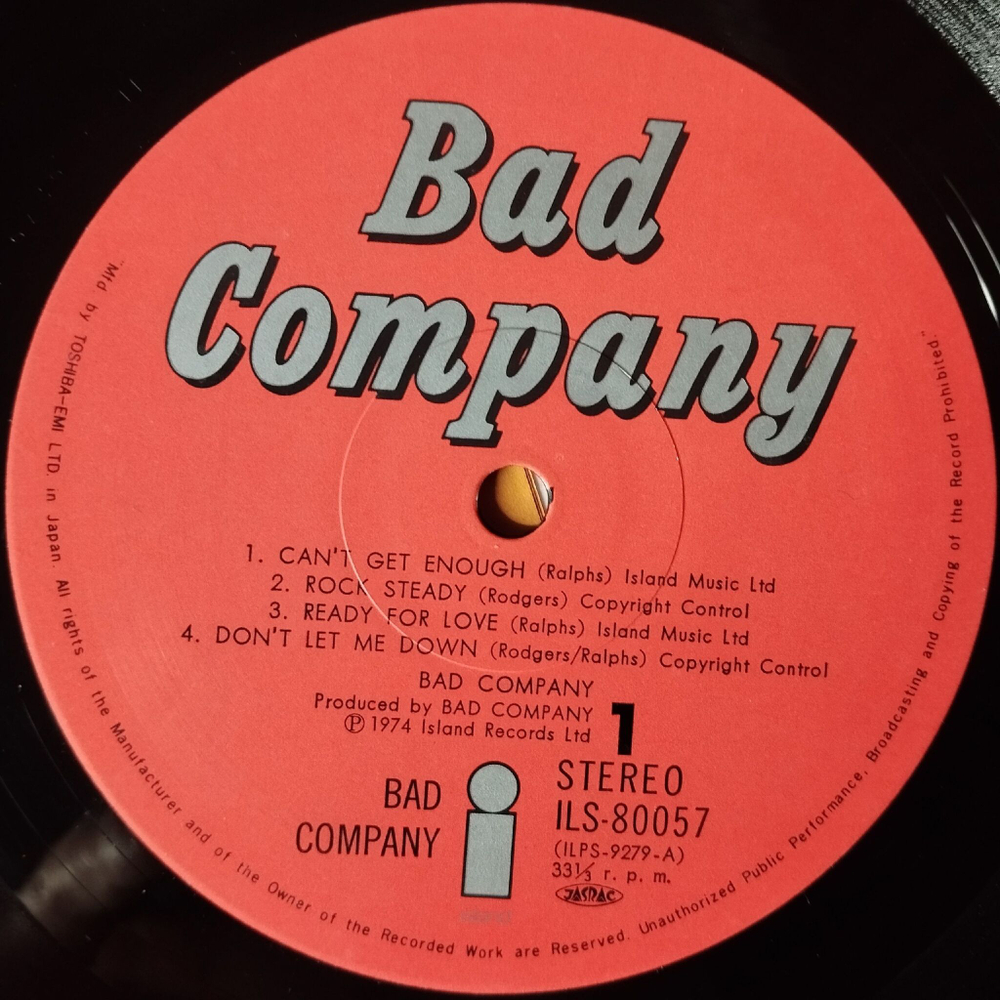 Bad
Company
1. CAN'T GET ENOUGH (Ralphs) Island Music Ltd
2. ROCK STEADY (Rodgers) Copyright Control
3. READY FOR LOVE (Ralphs) Island Music Ltd
4. DON'T LET ME DOWN (Rodgers/Ralphs) Copyright Control
BAD COMPANY
Produced by BAD COMPANY
Ⓟ 1974 Island Records Ltd
1
BAD
COMPANY
STEREO
ILS-80057
(ILPS-9279-A)
33⅓ r. p. m.
JASRAC
"Mfd by TOSHIBA-EMI LTD. in Japan. All rights of the Manufacturer and of the Owner of the Recorded Work are Reserved. Unauthorized Public Performance, Broadcasting and Copying of the Record Prohibited."